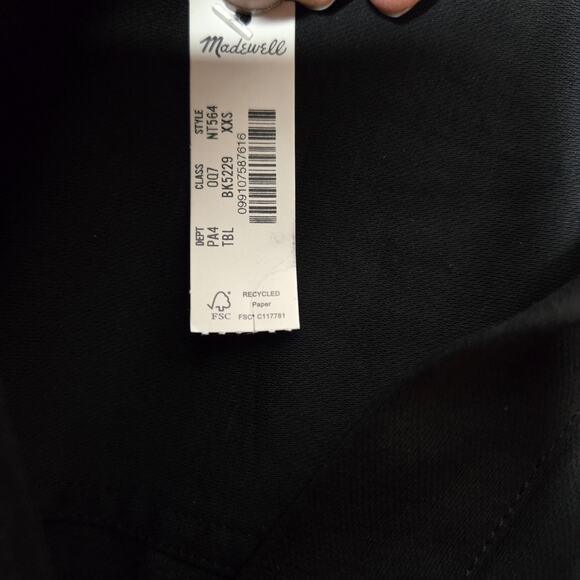 Madewell
STYLE
NT564
XXS
CLASS
007
BK5229
099107587616
DEPT
PA4
TBL
FSC
RECYCLED
Paper
FSC® C117781